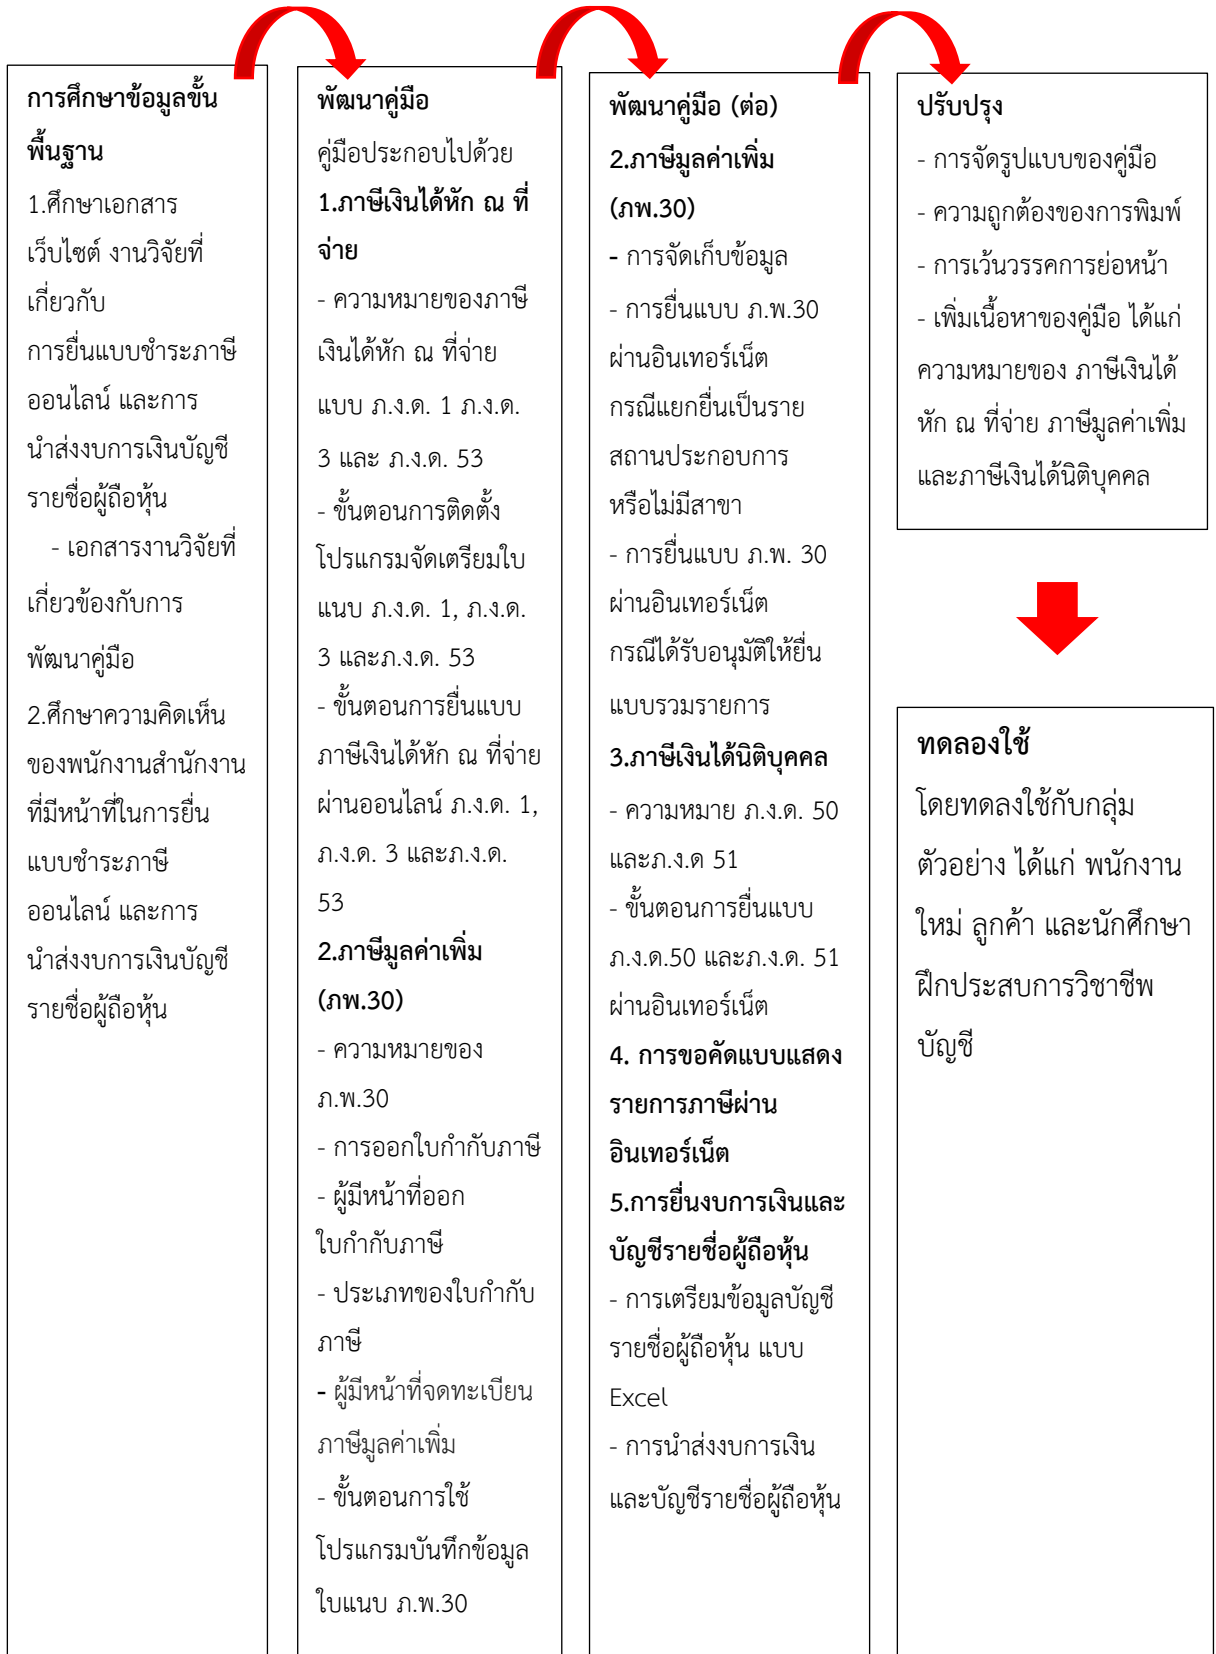 การศึกษาข้อมูลขั้น
พื้นฐาน
1.ศึกษาเอกสาร
เว็บไซต์ งานวิจัยที่
เกี่ยวกับ
การยื่นแบบชำระภาษี
ออนไลน์ และการ
นำส่งงบการเงินบัญชี
รายชื่อผู้ถือหุ้น
- เอกสารงานวิจัยที่
เกี่ยวข้องกับการ
พัฒนาคู่มือ
2.ศึกษาความคิดเห็น
ของพนักงานสำนักงาน
ที่มีหน้าที่ในการยื่น
แบบชำระภาษี
ออนไลน์ และการ
นำส่งงบการเงินบัญชี
รายชื่อผู้ถือหุ้น
พัฒนาคู่มือ
คู่มือประกอบไปด้วย
1.ภาษีเงินได้หัก ณ ที่
จ่าย
- ความหมายของภาษี
เงินได้หัก ณ ที่จ่าย
แบบ ภ.ง.ด. 1 ภ.ง.ด.
3 และ ภ.ง.ด. 53
- ขั้นตอนการติดตั้ง
โปรแกรมจัดเตรียมใบ
แนบ ภ.ง.ด. 1, ภ.ง.ด.
3 และภ.ง.ด. 53
- ขั้นตอนการยื่นแบบ
ภาษีเงินได้หัก ณ ที่จ่าย
ผ่านออนไลน์ ภ.ง.ด. 1,
ภ.ง.ด. 3 และภ.ง.ด.
53
2.ภาษีมูลค่าเพิ่ม
(ภพ.30)
- ความหมายของ
ภ.พ.30
- การออกใบกำกับภาษี
- ผู้มีหน้าที่ออก
ใบกำกับภาษี
- ประเภทของใบกำกับ
ภาษี
- ผู้มีหน้าที่จดทะเบียน
ภาษีมูลค่าเพิ่ม
- ขั้นตอนการใช้
โปรแกรมบันทึกข้อมูล
ใบแนบ ภ.พ.30
พัฒนาคู่มือ (ต่อ)
2.ภาษีมูลค่าเพิ่ม
(ภพ.30)
- การจัดเก็บข้อมูล
- การยื่นแบบ ภ.พ.30
ผ่านอินเทอร์เน็ต
กรณีแยกยื่นเป็นราย
สถานประกอบการ
หรือไม่มีสาขา
- การยื่นแบบ ภ.พ. 30
ผ่านอินเทอร์เน็ต
กรณีได้รับอนุมัติให้ยื่น
แบบรวมรายการ
3.ภาษีเงินได้นิติบุคคล
- ความหมาย ภ.ง.ด. 50
และภ.ง.ด 51
- ขั้นตอนการยื่นแบบ
ภ.ง.ด.50 และภ.ง.ด. 51
ผ่านอินเทอร์เน็ต
4. การขอคัดแบบแสดง
รายการภาษีผ่าน
อินเทอร์เน็ต
5.การยื่นงบการเงินและ
บัญชีรายชื่อผู้ถือหุ้น
- การเตรียมข้อมูลบัญชี
รายชื่อผู้ถือหุ้น แบบ
Excel
- การนำส่งงบการเงิน
และบัญชีรายชื่อผู้ถือหุ้น
ปรับปรุง
- การจัดรูปแบบของคู่มือ
- ความถูกต้องของการพิมพ์
- การเว้นวรรคการย่อหน้า
- เพิ่มเนื้อหาของคู่มือ ได้แก่
ความหมายของ ภาษีเงินได้
หัก ณ ที่จ่าย ภาษีมูลค่าเพิ่ม
และภาษีเงินได้นิติบุคคล
ทดลองใช้
โดยทดลงใช้กับกลุ่ม
ตัวอย่าง ได้แก่ พนักงาน
ใหม่ ลูกค้า และนักศึกษา
ฝึกประสบการวิชาชีพ
บัญชี